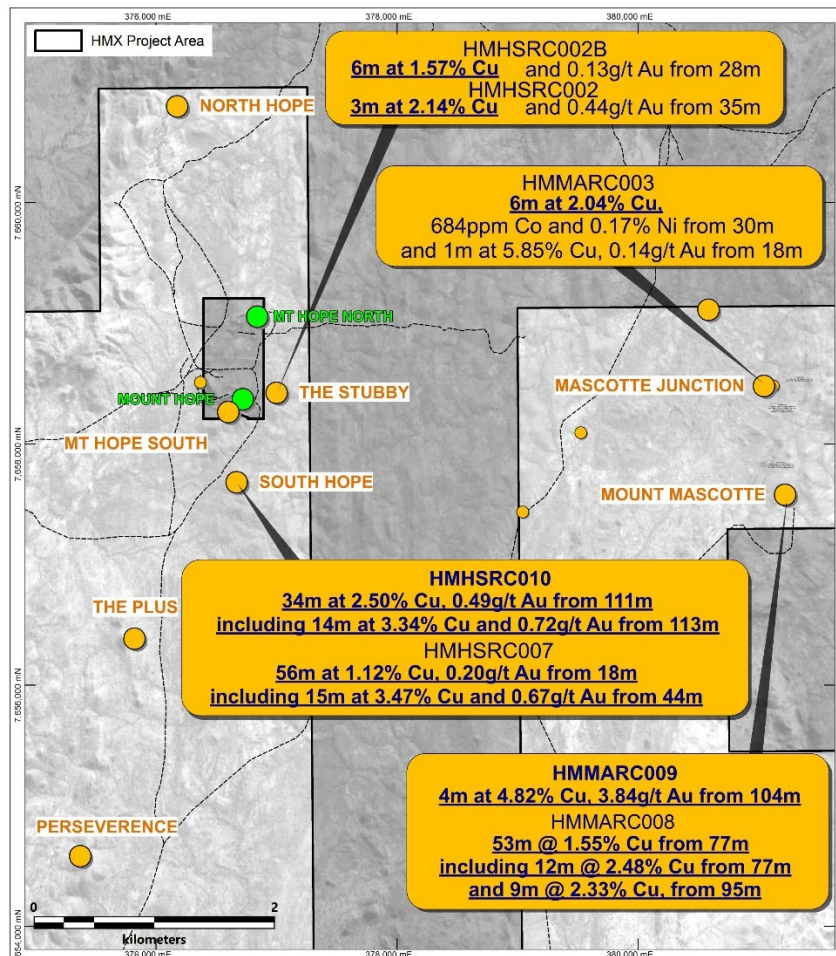 376,000 mE
378,000 mE
380,000 mE
HMX Project Area
HMHSRC002B
6m at 1.57% Cu and 0.13g/t Au from 28m
HMHSRC002
3m at 2.14% Cu and 0.44g/t Au from 35m
NORTH HOPE
HMMARC003
6m at 2.04% Cu,
684ppm Co and 0.17% Ni from 30m
and 1m at 5.85% Cu, 0.14g/t Au from 18m
7,660,000 mN
MT HOPE NORTH
MOUNT HOPE
THE STUBBY
MASCOTTE JUNCTION
MT HOPE SOUTH
7,658,000 mN
SOUTH HOPE
MOUNT MASCOTTE
HMHSRC010
34m at 2.50% Cu, 0.49g/t Au from 111m
including 14m at 3.34% Cu and 0.72g/t Au from 113m
HMHSRC007
56m at 1.12% Cu, 0.20g/t Au from 18m
including 15m at 3.47% Cu and 0.67g/t Au from 44m
THE PLUS
7,656,000 mN
HMMARC009
4m at 4.82% Cu, 3.84g/t Au from 104m
HMMARC008
53m @ 1.55% Cu from 77m
including 12m @ 2.48% Cu from 77m
and 9m @ 2.33% Cu, from 95m
PERSEVERENCE
0 2
kilometers
654,000 mN
376,000 mE
378,000 mE
380,000 mE